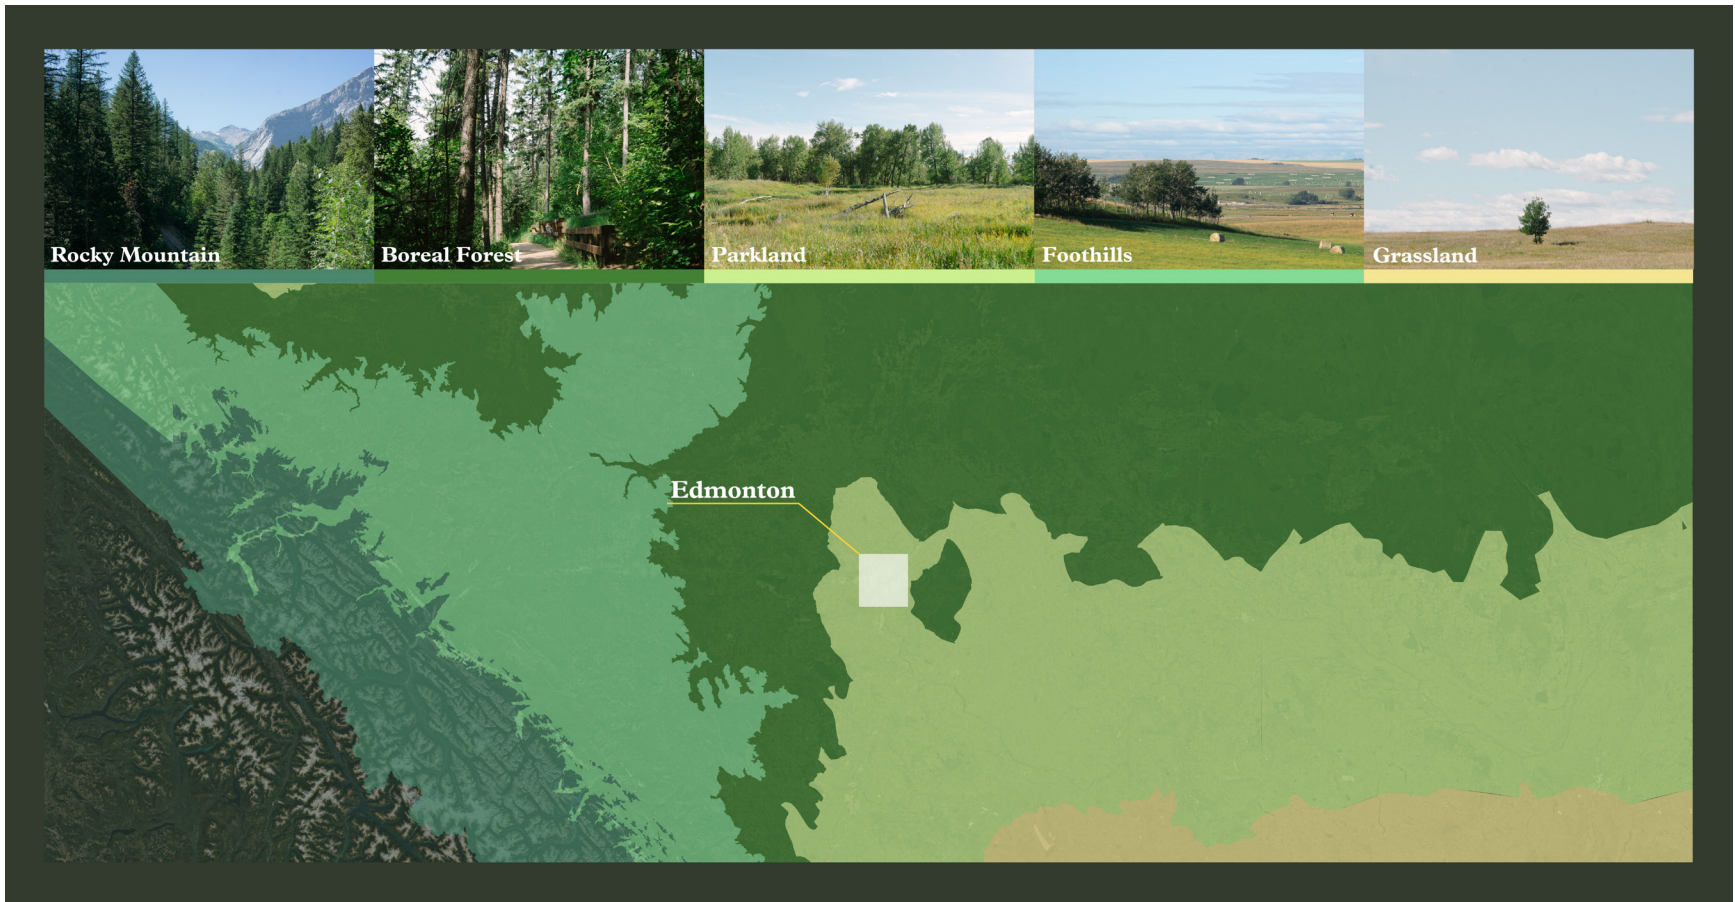 Rocky Mountain
Boreal Forest
Parkland
Foothills
Grassland
Edmonton